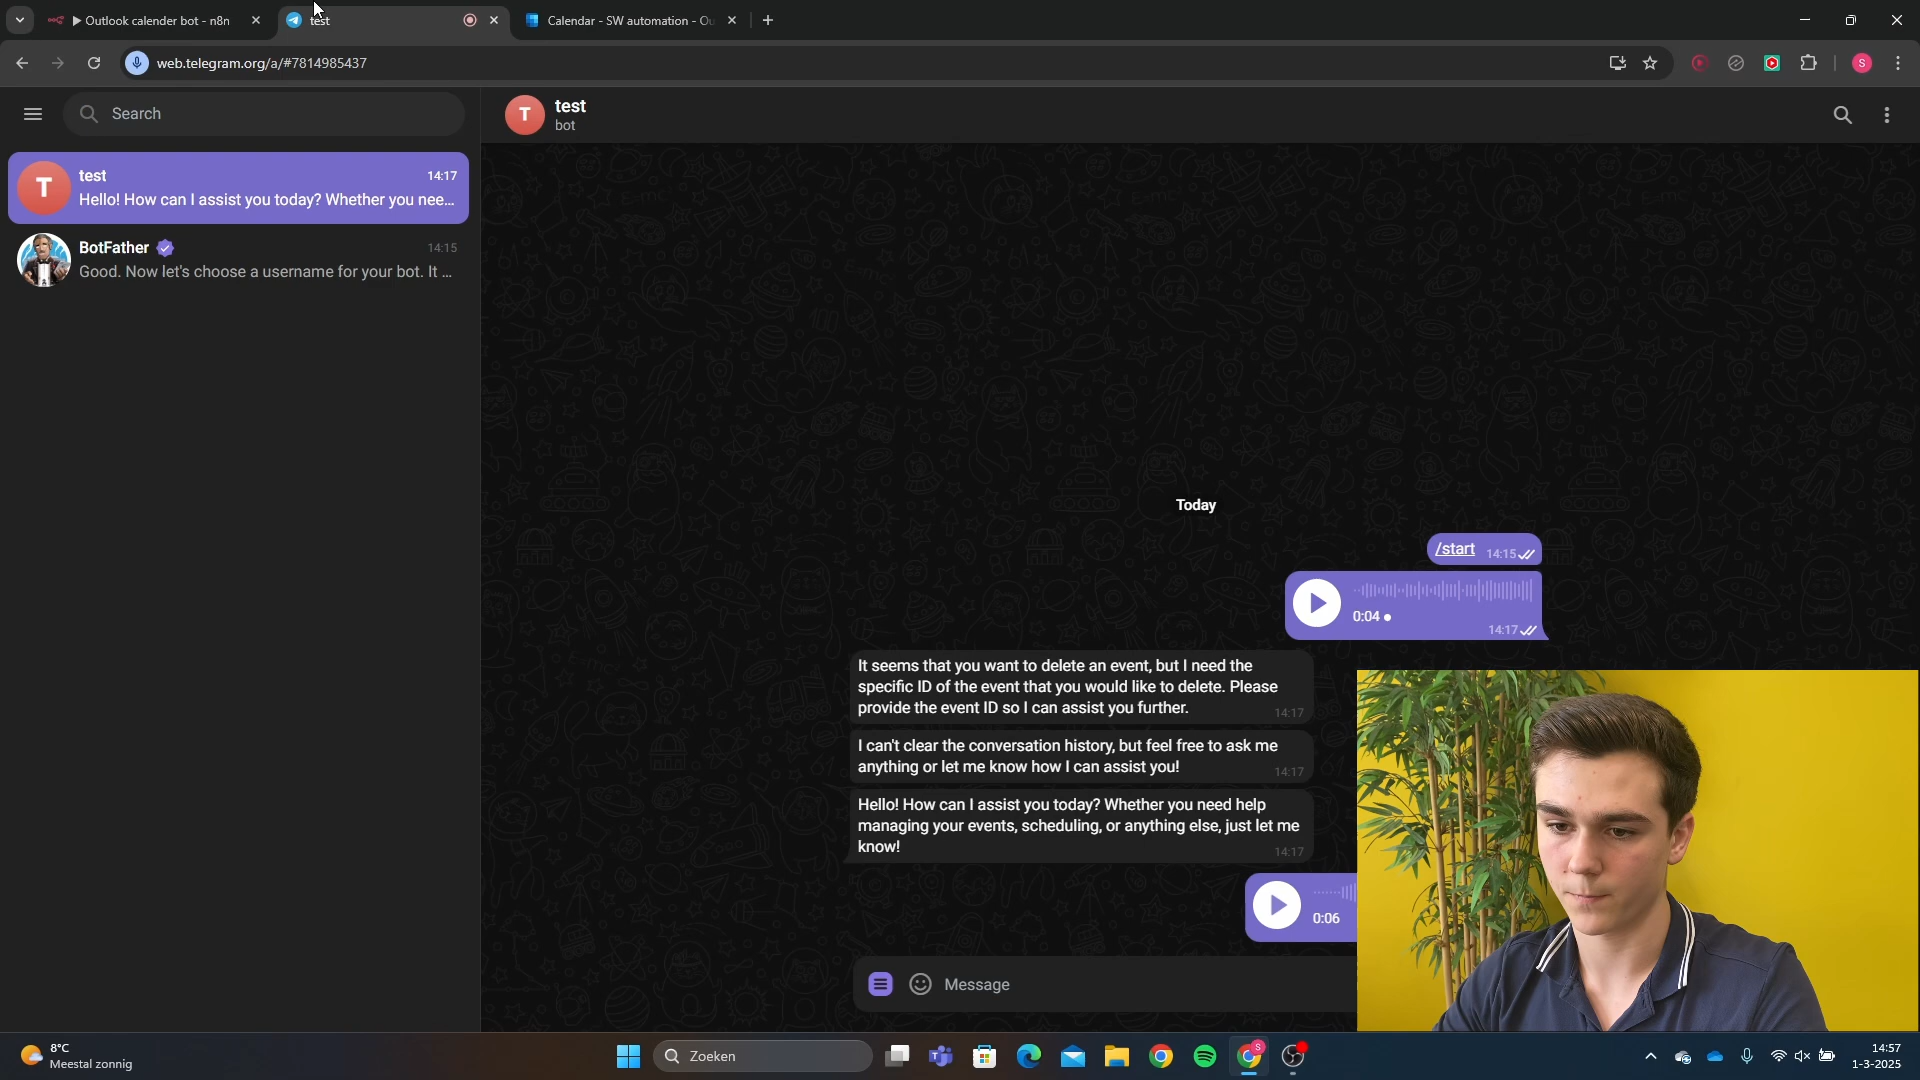 Outlook calender bot - n8n
test
Calendar - SW automation - Ou
web.telegram.org/a/#7814985437
S
Search
T
test
bot
T
test
14:17
Hello! How can I assist you today? Whether you nee...
BotFather
14:15
Good. Now let's choose a username for your bot. It ...
Today
/start
14:15
0:04
14:17
It seems that you want to delete an event, but I need the
specific ID of the event that you would like to delete. Please
provide the event ID so I can assist you further.
14:17
I can't clear the conversation history, but feel free to ask me
anything or let me know how I can assist you!
14:17
Hello! How can I assist you today? Whether you need help
managing your events, scheduling, or anything else, just let me
know!
14:17
0:06
Message
8°C
Meestal zonnig
Zoeken
S
14:57
1-3-2025